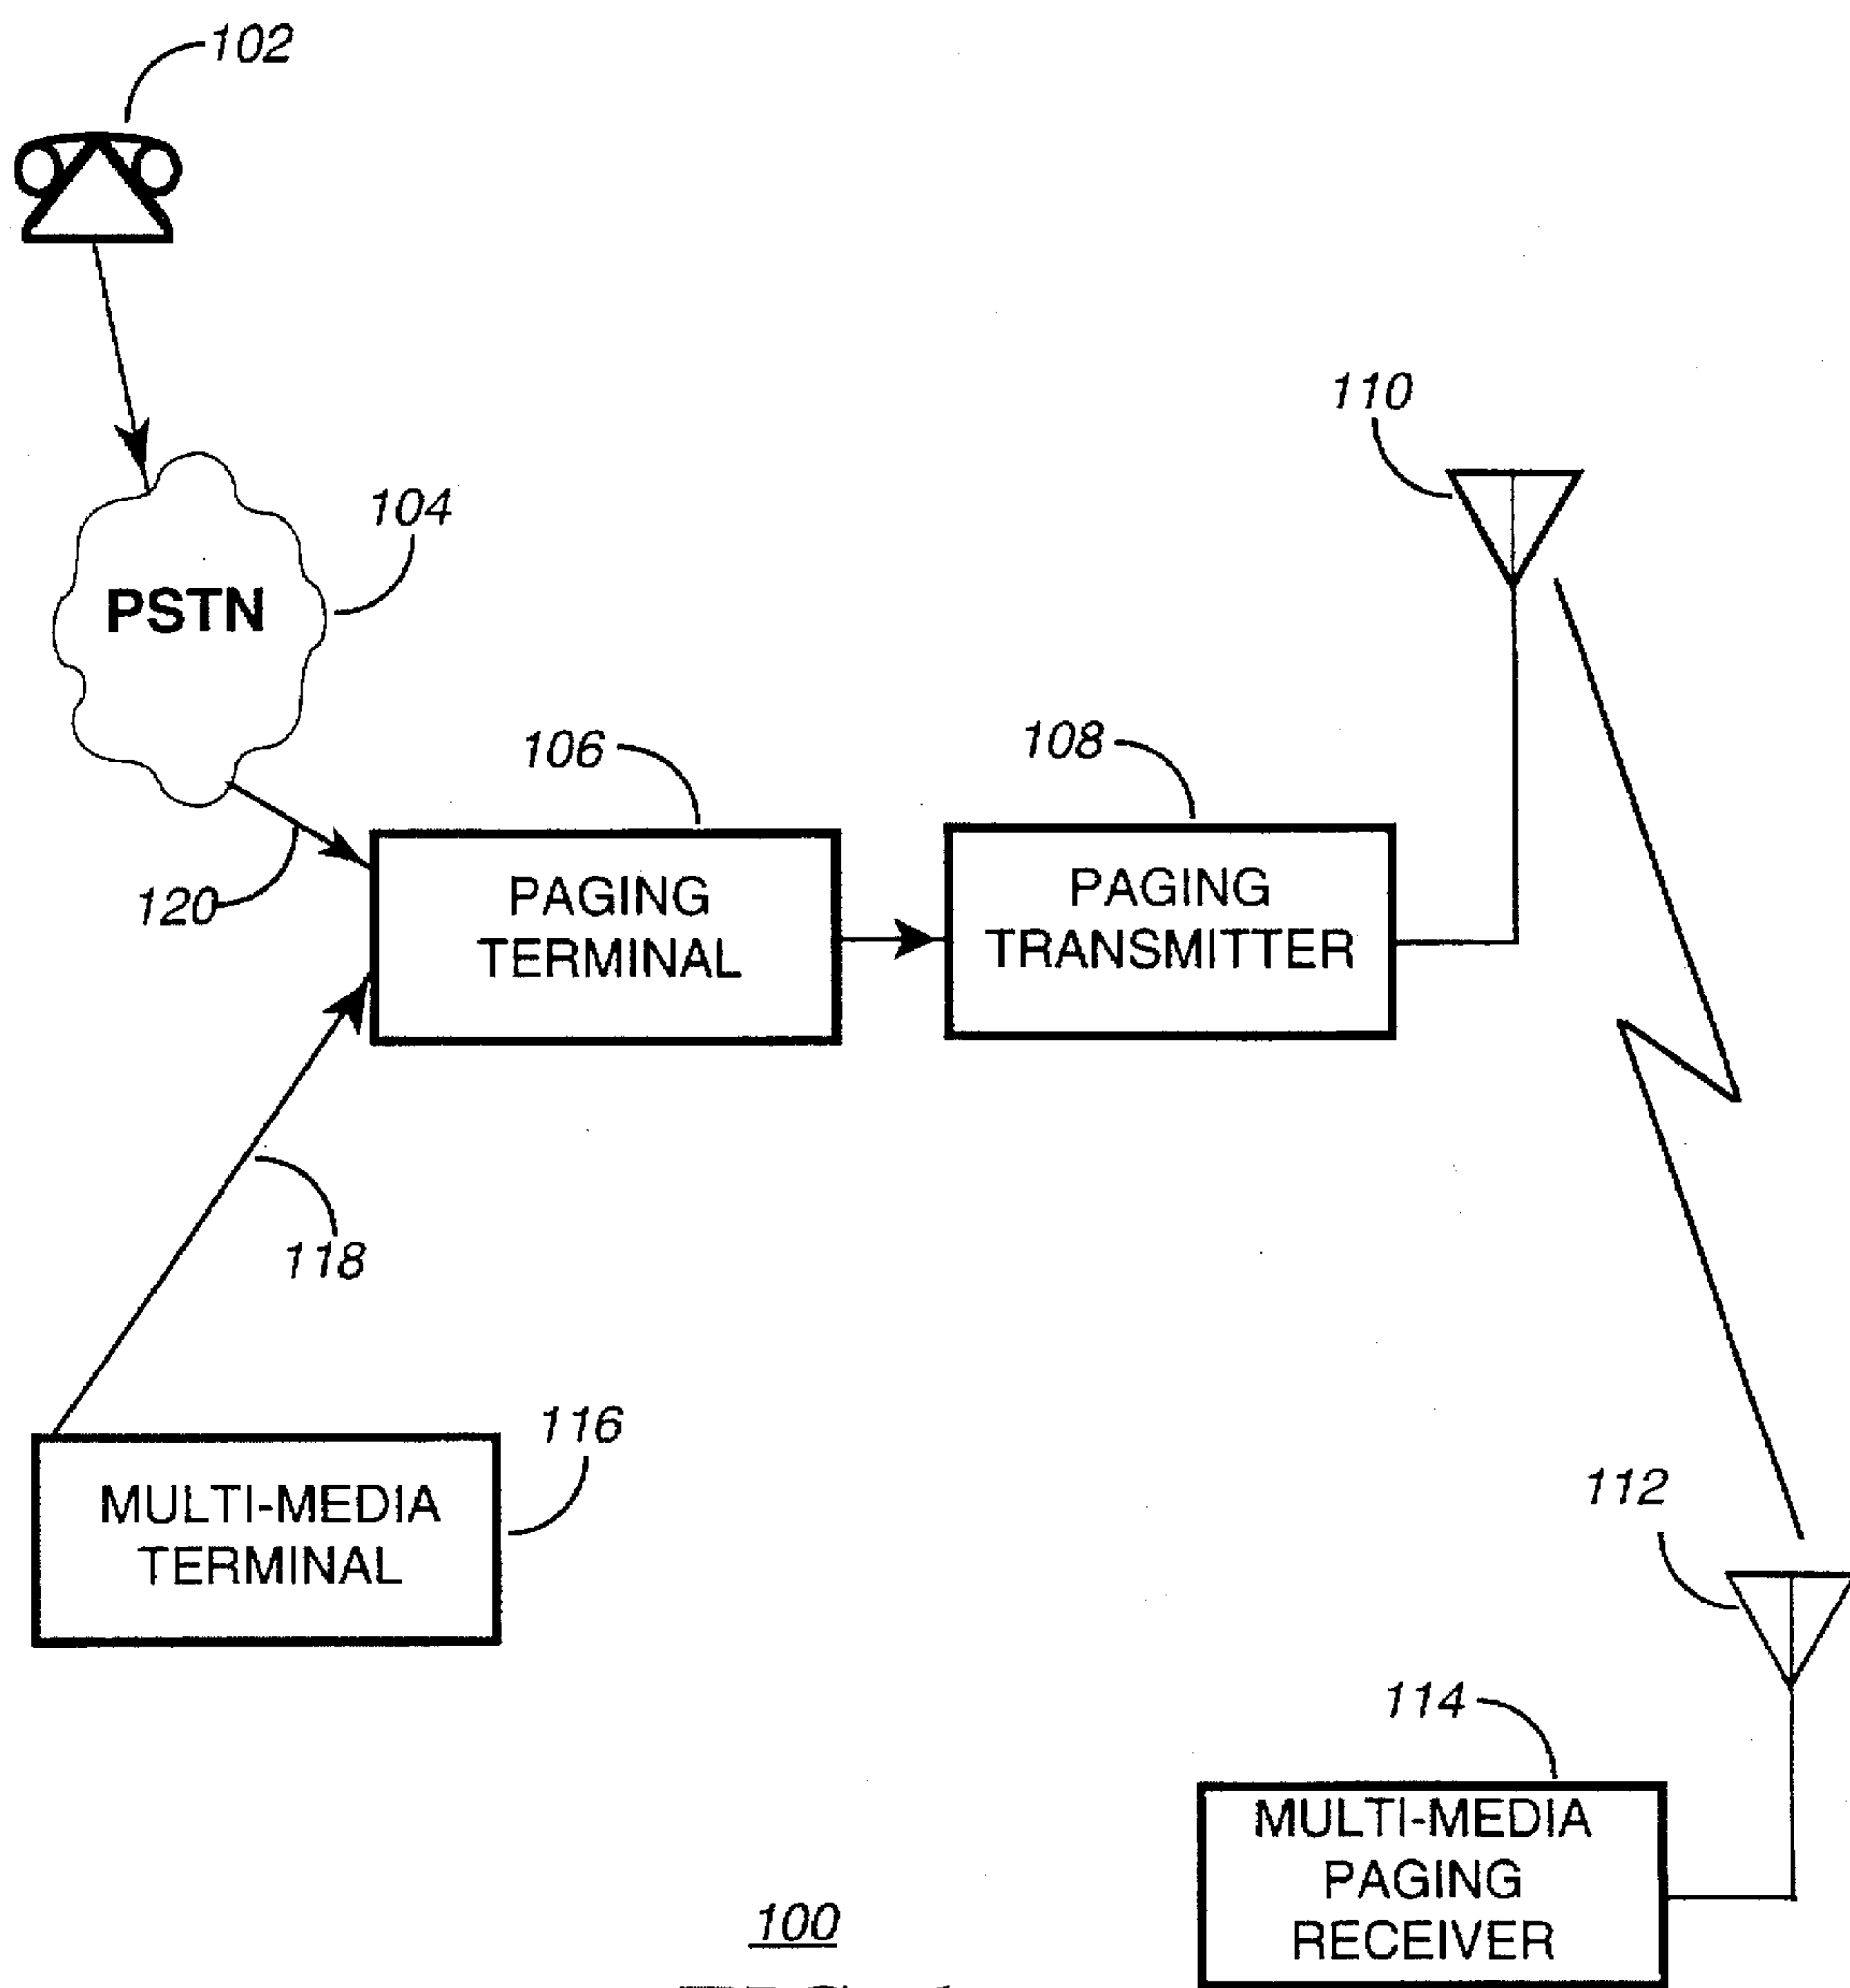 102
110
104
PSTN
106
108
120
PAGING
TERMINAL
PAGING
TRANSMITTER
118
116
MULTI-MEDIA
TERMINAL
112
114
MULTI-MEDIA
PAGING
RECEIVER
100